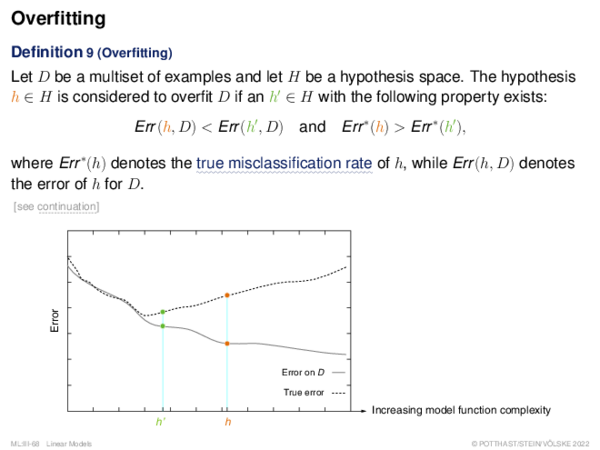 Overfitting
Definition 9 (Overfitting)
Let D be a multiset of examples and let H be a hypothesis space. The hypothesis
h ∈ H is considered to overfit D if an h′ ∈ H with the following property exists:
Err(h, D) < Err(h′, D) and Err*(h) > Err*(h′),
where Err*(h) denotes the true misclassification rate of h, while Err(h, D) denotes
the error of h for D.
[see continuation]
Error
Error on D
True error
Increasing model function complexity
h′ h
ML:III-68 Linear Models © POTTHAST/STEIN/VÖLSKE 2022